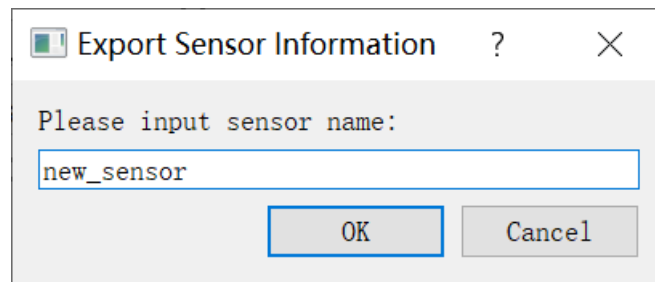 Export Sensor Information ?
Please input sensor name:
new_sensor
OK Cancel